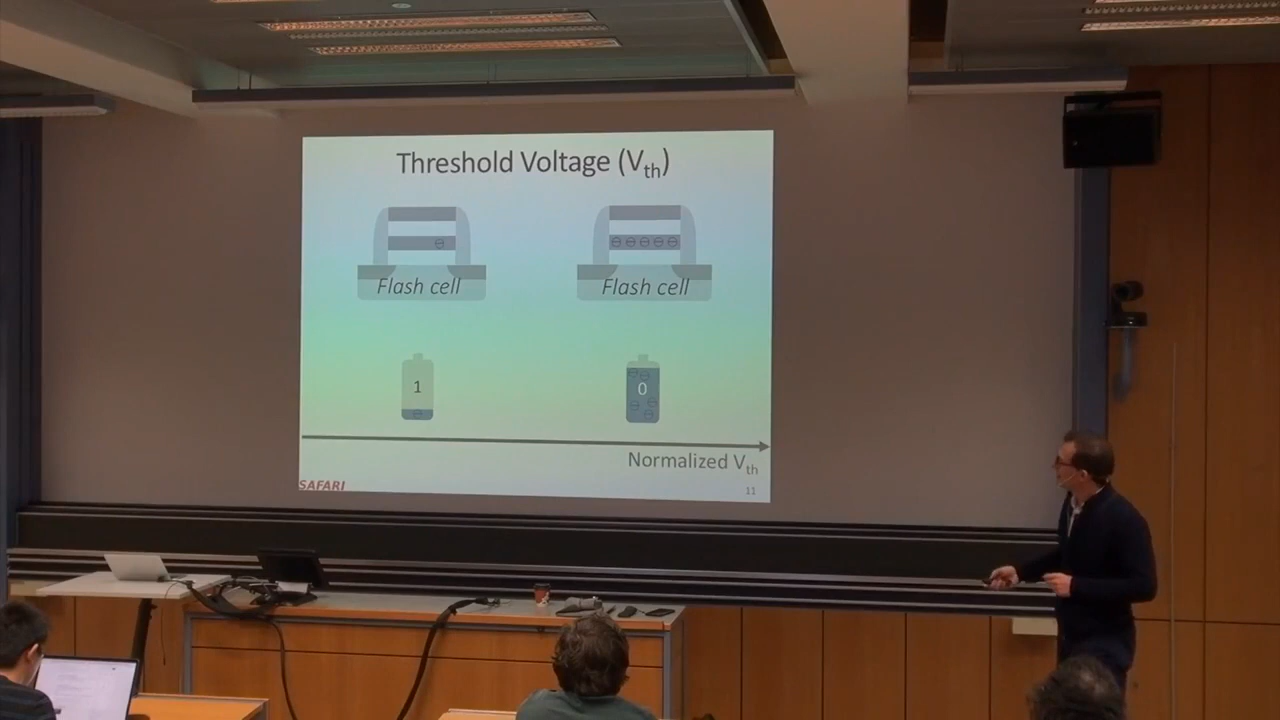 Threshold Voltage (Vth)
Flash cell
Flash cell
1
0
Normalized Vth
SAFARI
11